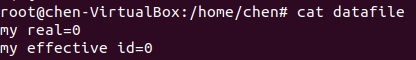 root@chen-VirtualBox:/home/chen# cat datafile
my real=0
my effective id=0